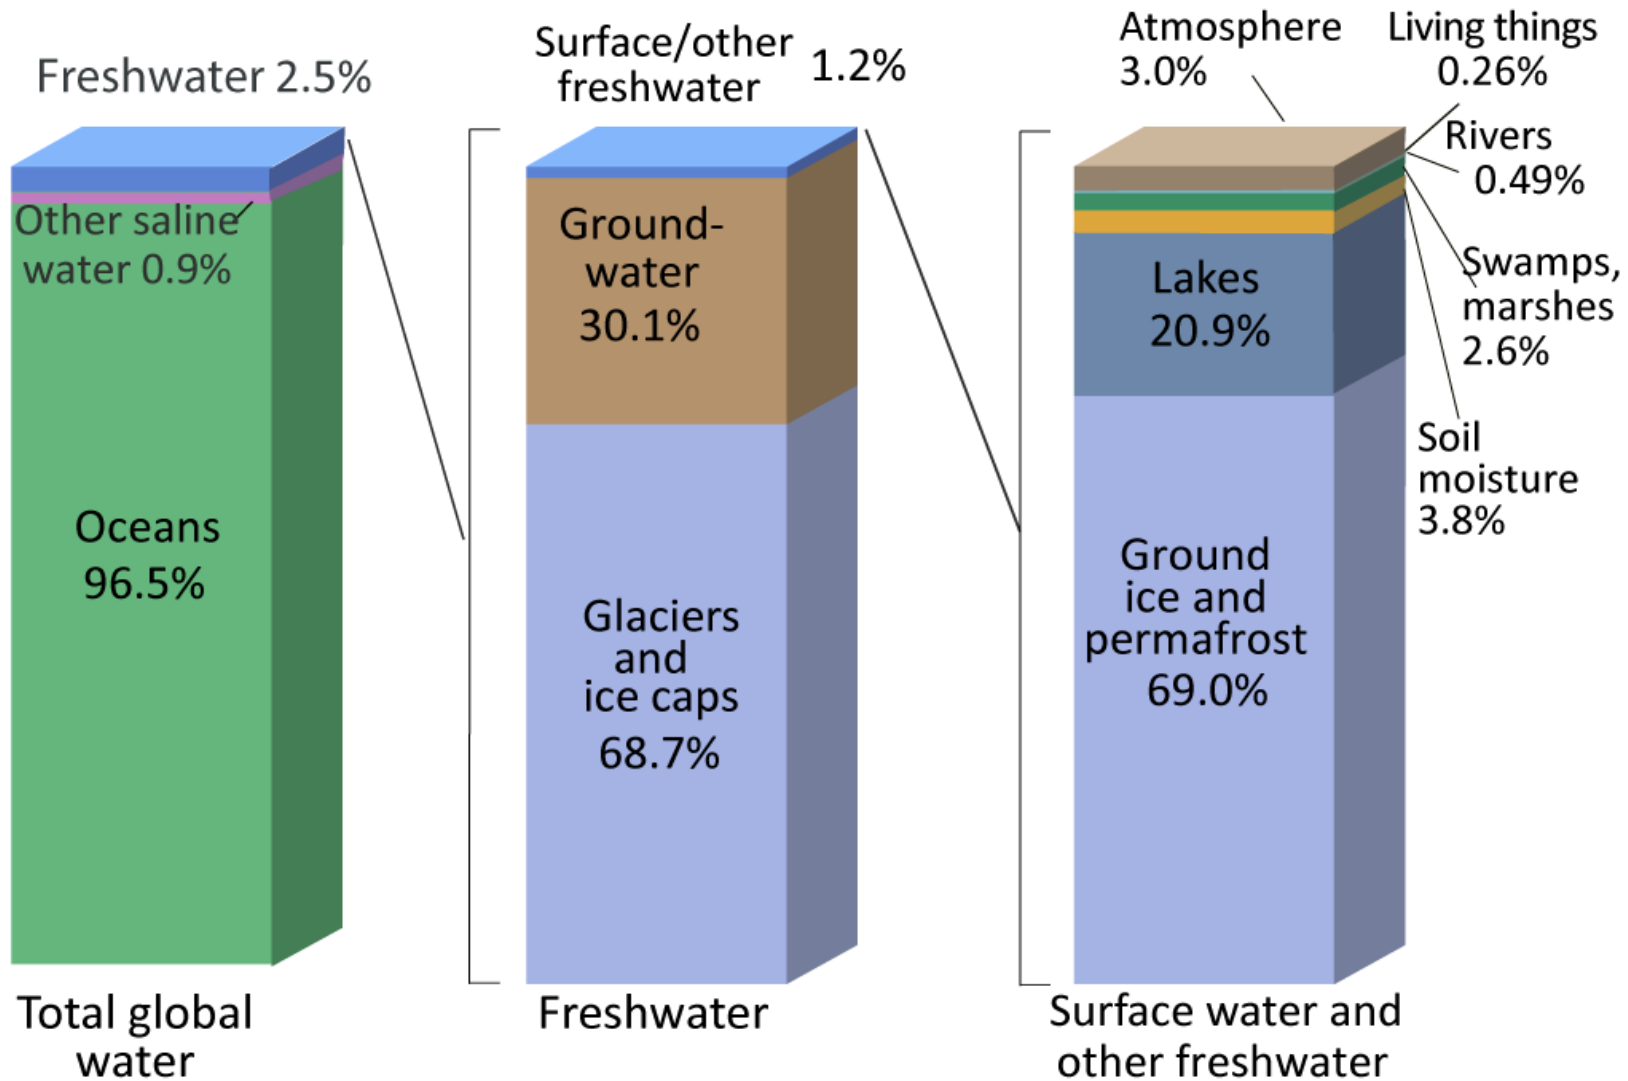 Freshwater 2.5%
Other saline
water 0.9%
Oceans
96.5%
Total global
water
Surface/other
freshwater 1.2%
Ground-
water
30.1%
Glaciers
and
ice caps
68.7%
Freshwater
Atmosphere
3.0%
Living things
0.26%
Rivers
0.49%
Swamps,
marshes
2.6%
Soil
moisture
3.8%
Lakes
20.9%
Ground
ice and
permafrost
69.0%
Surface water and
other freshwater